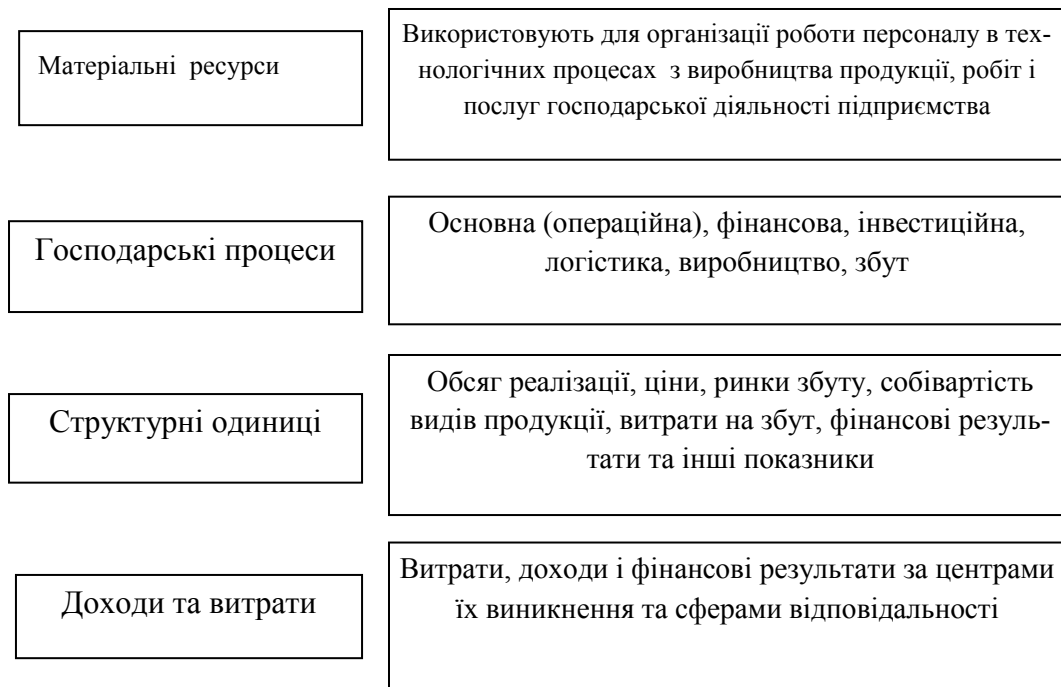 Матеріальні ресурси
Використовують для організації роботи персоналу в тех-
нологічних процесах з виробництва продукції, робіт і
послуг господарської діяльності підприємства
Господарські процеси
Основна (операційна), фінансова, інвестиційна,
логістика, виробництво, збут
Структурні одиниці
Обсяг реалізації, ціни, ринки збуту, собівартість
видів продукції, витрати на збут, фінансові резуль-
тати та інші показники
Доходи та витрати
Витрати, доходи і фінансові результати за центрами
їх виникнення та сферами відповідальності